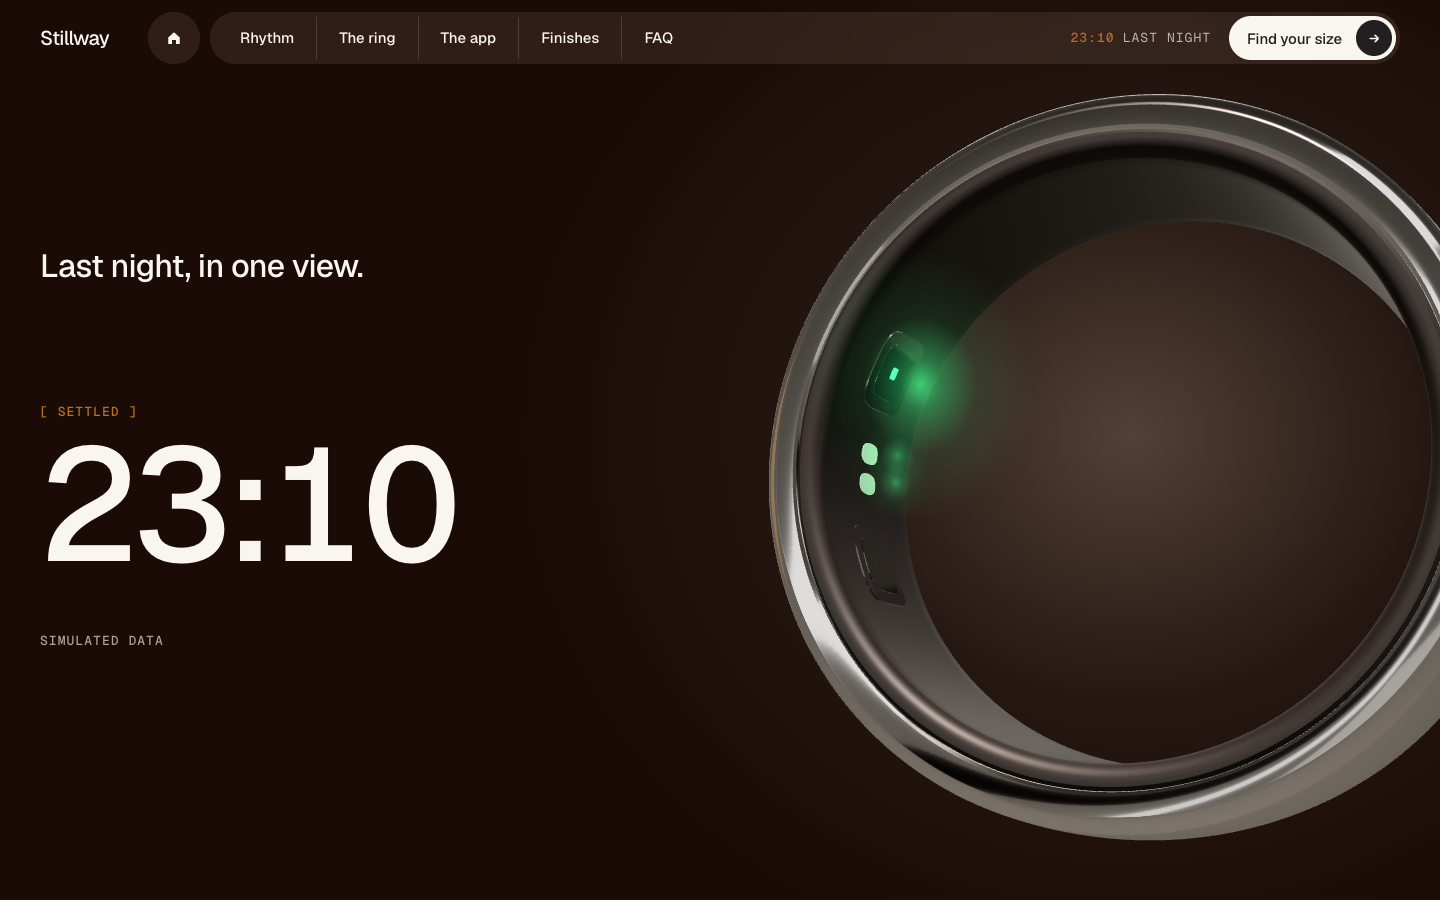 Stillway
Rhythm
The ring
The app
Finishes
FAQ
23:10 LAST NIGHT
Find your size
Last night, in one view.
[ SETTLED ]
23:10
SIMULATED DATA